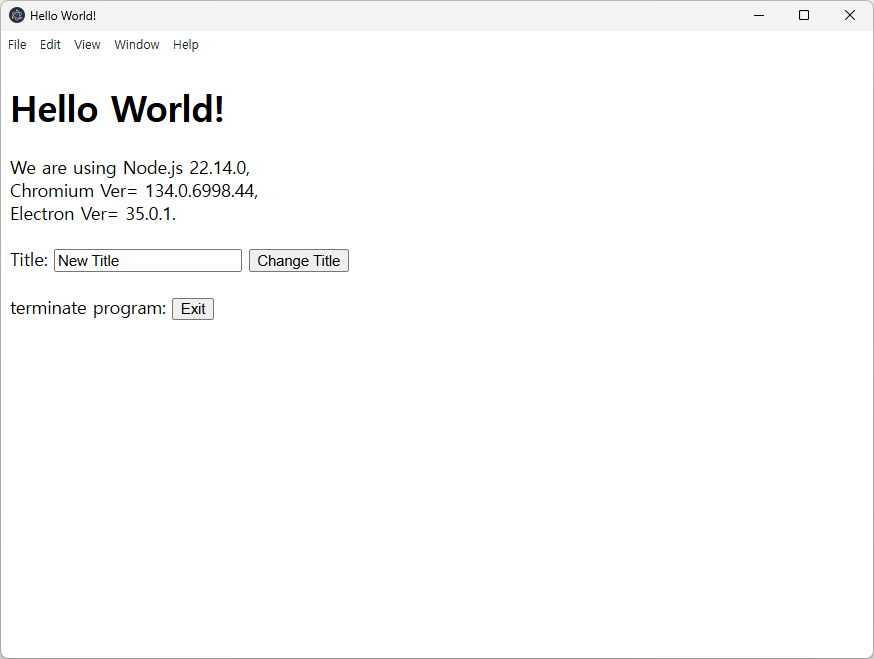 Hello World!
File Edit View Window Help
Hello World!
We are using Node.js 22.14.0,
Chromium Ver= 134.0.6998.44,
Electron Ver= 35.0.1.
Title: New Title Change Title
terminate program: Exit